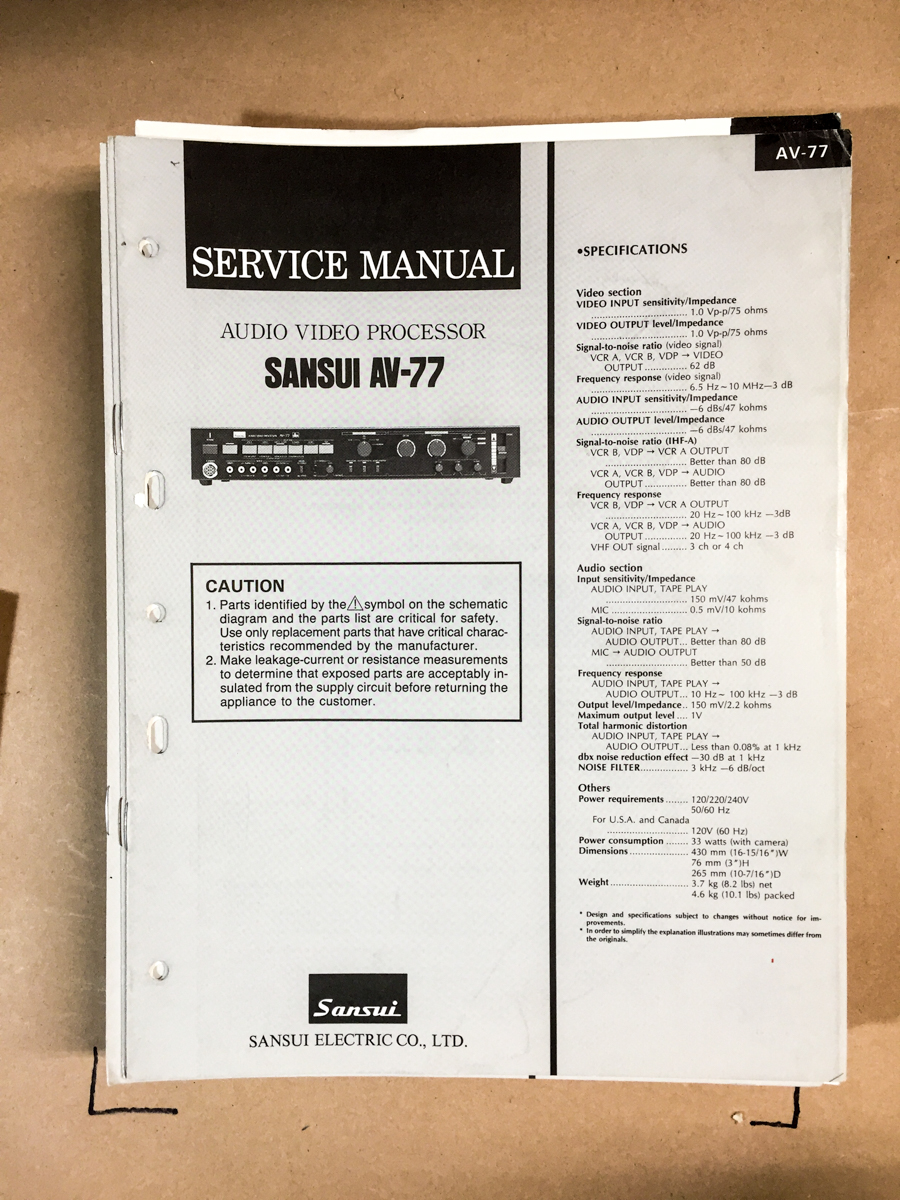 SERVICE MANUAL
AUDIO VIDEO PROCESSOR
SANSUI AV-77
CAUTION
1. Parts identified by the ⚠ symbol on the schematic
diagram and the parts list are critical for safety.
Use only replacement parts that have critical charac-
teristics recommended by the manufacturer.
2. Make leakage-current or resistance measurements
to determine that exposed parts are acceptably in-
sulated from the supply circuit before returning the
appliance to the customer.
Sansui
SANSUI ELECTRIC CO., LTD.
AV-77
•SPECIFICATIONS
Video section
VIDEO INPUT sensitivity/Impedance
.................................. 1.0 Vp-p/75 ohms
VIDEO OUTPUT level/Impedance
.................................. 1.0 Vp-p/75 ohms
Signal-to-noise ratio (video signal)
VCR A, VCR B, VDP → VIDEO
OUTPUT............... 62 dB
Frequency response (video signal)
.................................. 6.5 Hz ~ 10 MHz—3 dB
AUDIO INPUT sensitivity/Impedance
.................................. —6 dBs/47 kohms
AUDIO OUTPUT level/Impedance
.................................. —6 dBs/47 kohms
Signal-to-noise ratio (IHF-A)
VCR B, VDP → VCR A OUTPUT
............................. Better than 80 dB
VCR A, VCR B, VDP → AUDIO
OUTPUT............... Better than 80 dB
Frequency response
VCR B, VDP → VCR A OUTPUT
............................. 20 Hz ~ 100 kHz —3dB
VCR A, VCR B, VDP → AUDIO
OUTPUT............... 20 Hz ~ 100 kHz —3 dB
VHF OUT signal......... 3 ch or 4 ch
Audio section
Input sensitivity/Impedance
AUDIO INPUT, TAPE PLAY
............................. 150 mV/47 kohms
MIC........................... 0.5 mV/10 kohms
Signal-to-noise ratio
AUDIO INPUT, TAPE PLAY →
AUDIO OUTPUT... Better than 80 dB
MIC → AUDIO OUTPUT
............................. Better than 50 dB
Frequency response
AUDIO INPUT, TAPE PLAY →
AUDIO OUTPUT... 10 Hz ~ 100 kHz —3 dB
Output level/Impedance.. 150 mV/2.2 kohms
Maximum output level.... 1V
Total harmonic distortion
AUDIO INPUT, TAPE PLAY →
AUDIO OUTPUT... Less than 0.08% at 1 kHz
dbx noise reduction effect —30 dB at 1 kHz
NOISE FILTER................. 3 kHz —6 dB/oct
Others
Power requirements........ 120/220/240V
50/60 Hz
For U.S.A. and Canada
............................. 120V (60 Hz)
Power consumption........ 33 watts (with camera)
Dimensions..................... 430 mm (16-15/16")W
76 mm (3")H
265 mm (10-7/16")D
Weight............................ 3.7 kg (8.2 lbs) net
4.6 kg (10.1 lbs) packed
* Design and specifications subject to changes without notice for im-
provements.
* In order to simplify the explanation illustrations may sometimes differ from
the originals.